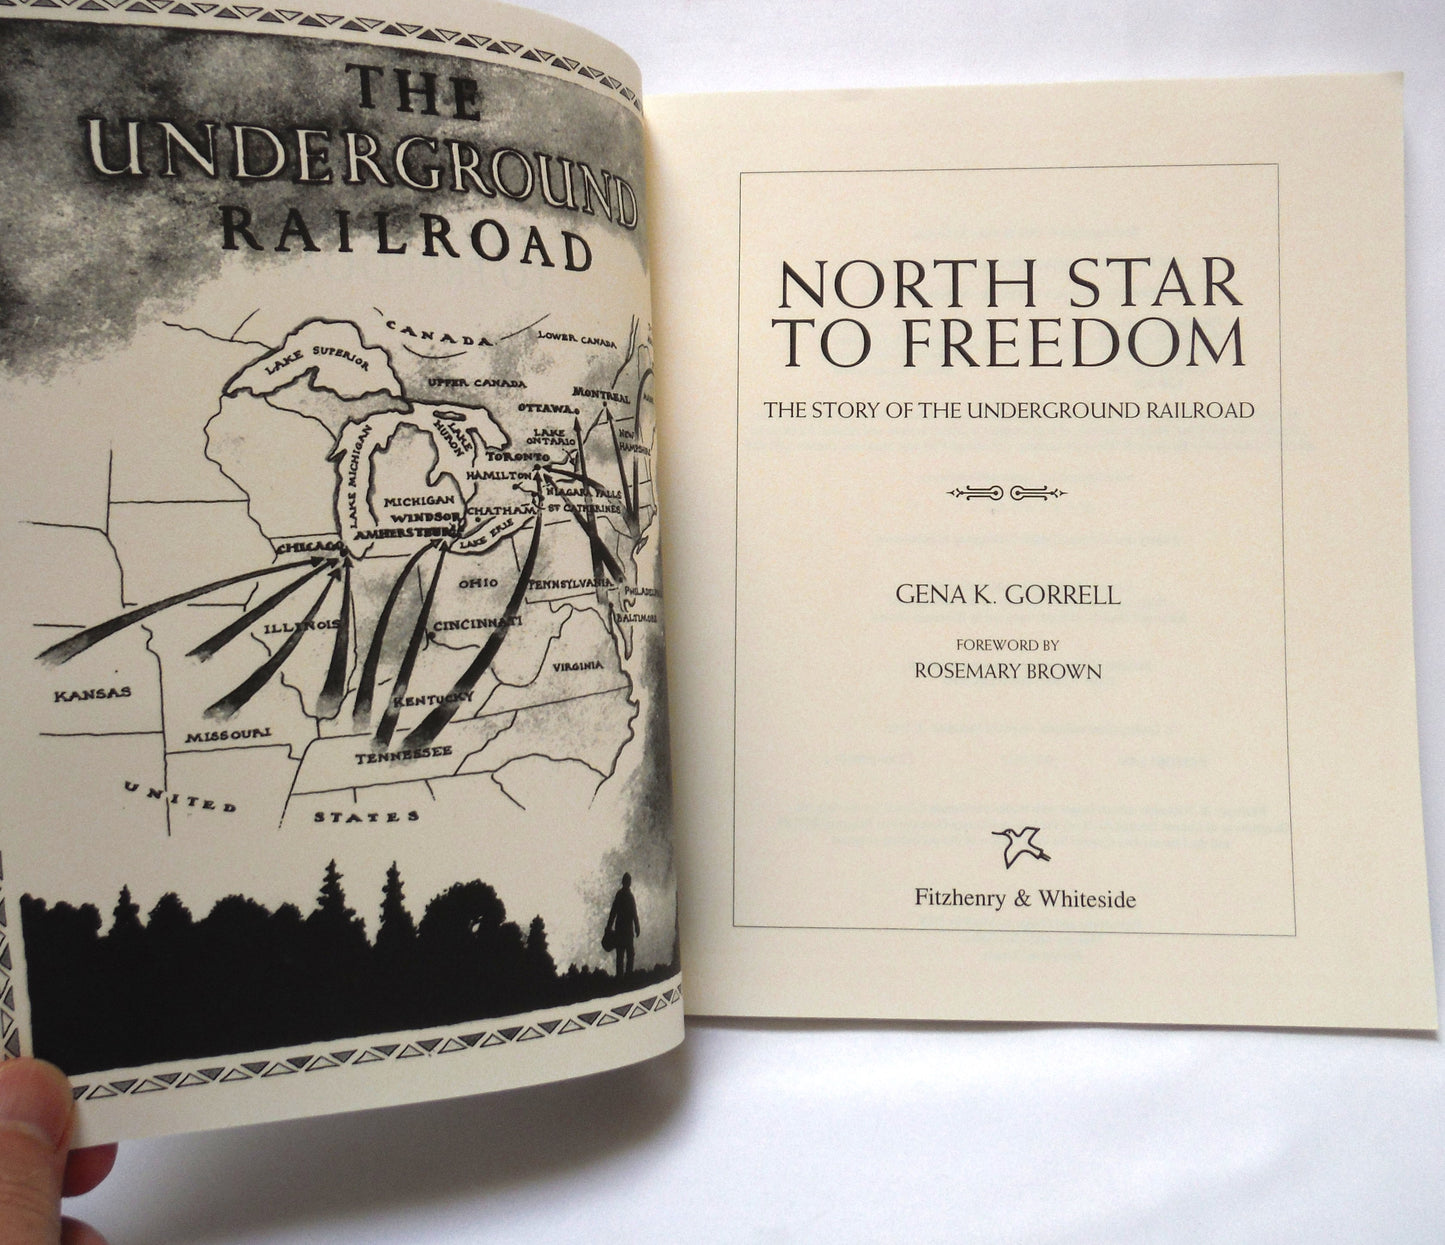 THE
UNDERGROUND
RAILROAD
CANADA
LOWER CANADA
LAKE SUPERIOR
UPPER CANADA
MONTREAL
OTTAWA
LAKE
ONTARIO
NEW
HAMPSHIRE
LAKE
HURON
LAKE MICHIGAN
TORONTO
HAMILTON
NIAGARA FALLS
MICHIGAN
WINDSOR
CHATHAM
ST CATHERINES
AMHERSTBURG
LAKE ERIE
CHICAGO
OHIO
PENNSYLVANIA
BALTIMORE
ILLINOIS
CINCINNATI
VIRGINIA
KANSAS
KENTUCKY
MISSOURI
TENNESSEE
UNITED
STATES
NORTH STAR
TO FREEDOM
THE STORY OF THE UNDERGROUND RAILROAD
GENA K. GORRELL
FOREWORD BY
ROSEMARY BROWN
Fitzhenry & Whiteside